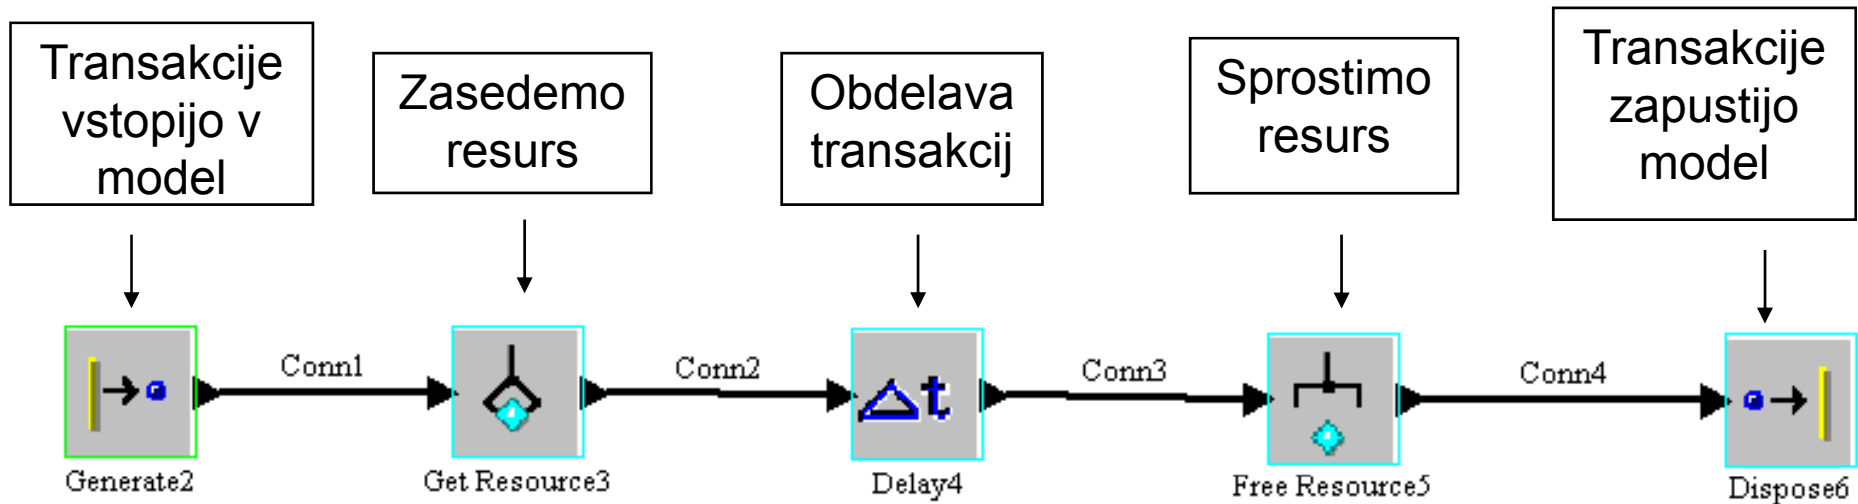 Transakcije
vstopijo v
model
Zasedemo
resurs
Obdelava
transakcij
Sprostimo
resurs
Transakcije
zapustijo
model
Conn1
Conn2
Conn3
Conn4
Δt
Generate2
Get Resource3
Delay4
Free Resource5
Dispose6